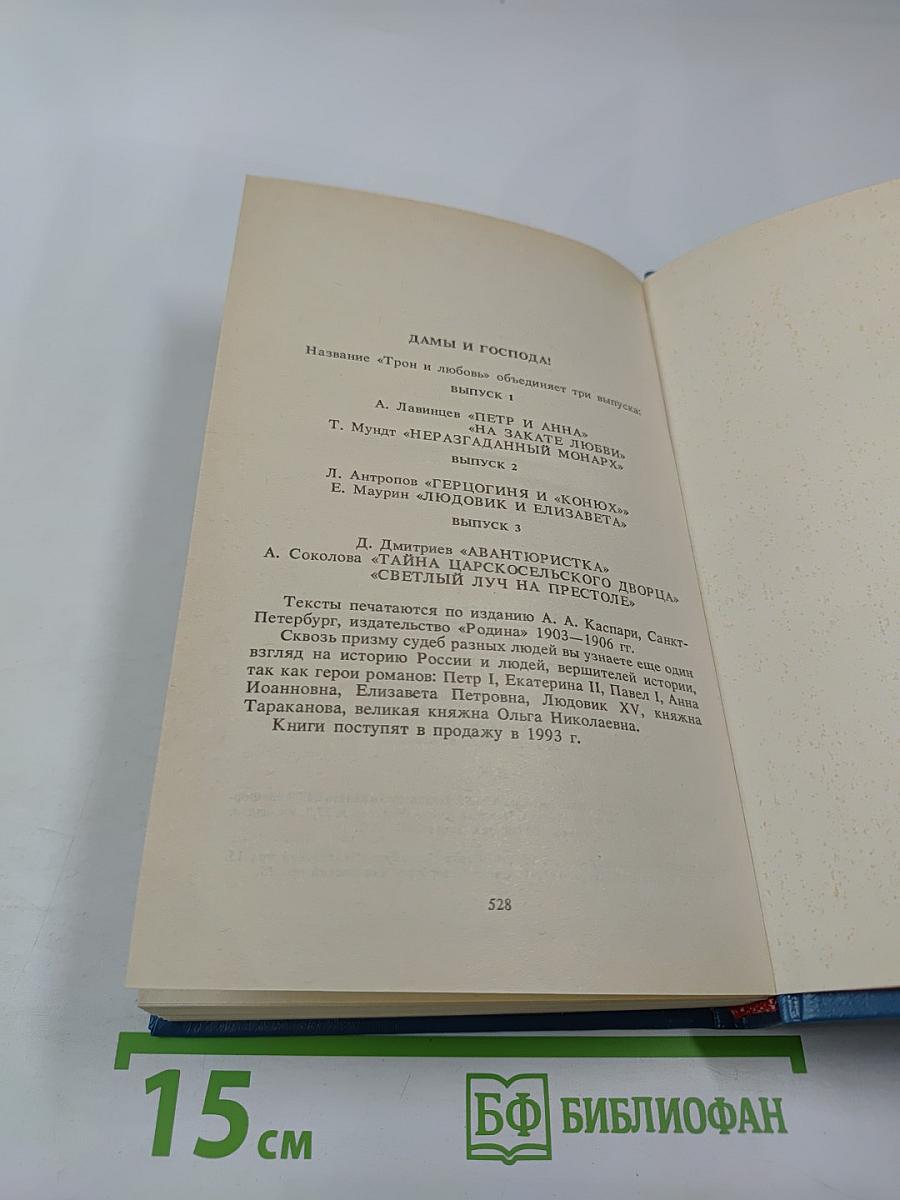 ДАМЫ И ГОСПОДА!
Название «Трон и любовь» объединяет три выпуска:
ВЫПУСК 1
А. Лавинцев «ПЕТР И АННА»
«НА ЗАКАТЕ ЛЮБВИ»
Т. Мундт «НЕРАЗГАДАННЫЙ МОНАРХ»
ВЫПУСК 2
Л. Антропов «ГЕРЦОГИНЯ И «КОНЮХ»»
Е. Маурин «ЛЮДОВИК И ЕЛИЗАВЕТА»
ВЫПУСК 3
Д. Дмитриев «АВАНТЮРИСТКА»
А. Соколова «ТАЙНА ЦАРСКОСЕЛЬСКОГО ДВОРЦА»
«СВЕТЛЫЙ ЛУЧ НА ПРЕСТОЛЕ»
Тексты печатаются по изданию А. А. Каспари, Санкт-
Петербург, издательство «Родина» 1903—1906 гг.
Сквозь призму судеб разных людей вы узнаете еще один
взгляд на историю России и людей, вершителей истории,
так как герои романов: Петр I, Екатерина II, Павел I, Анна
Иоанновна, Елизавета Петровна, Людовик XV, княжна
Тараканова, великая княжна Ольга Николаевна.
Книги поступят в продажу в 1993 г.
528
15 см
БФ БИБЛИОФАН